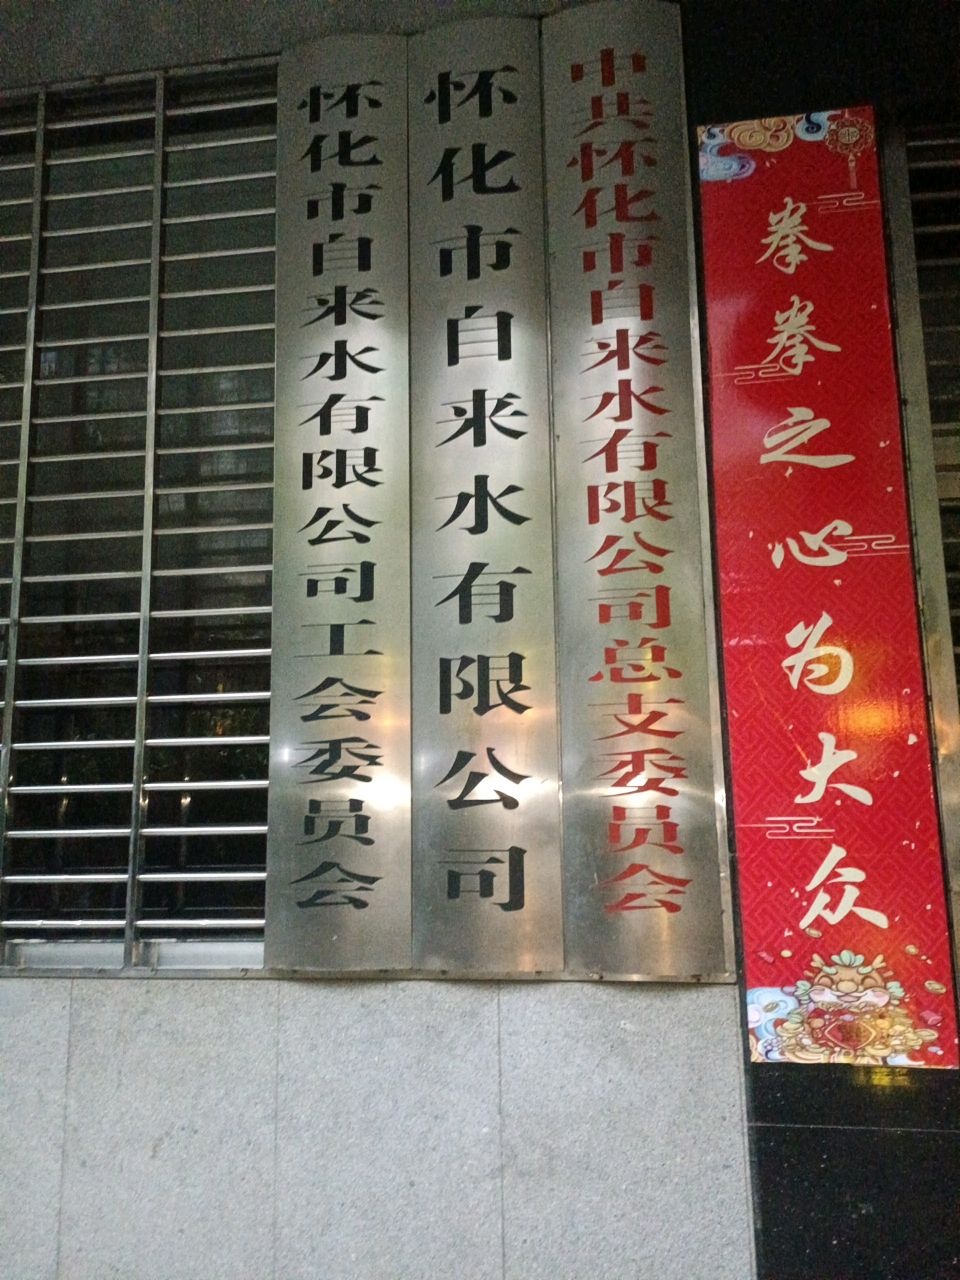 怀化市自来水有限公司工会委员会
怀化市自来水有限公司
中共怀化市自来水有限公司总支委员会
拳拳之心为大众